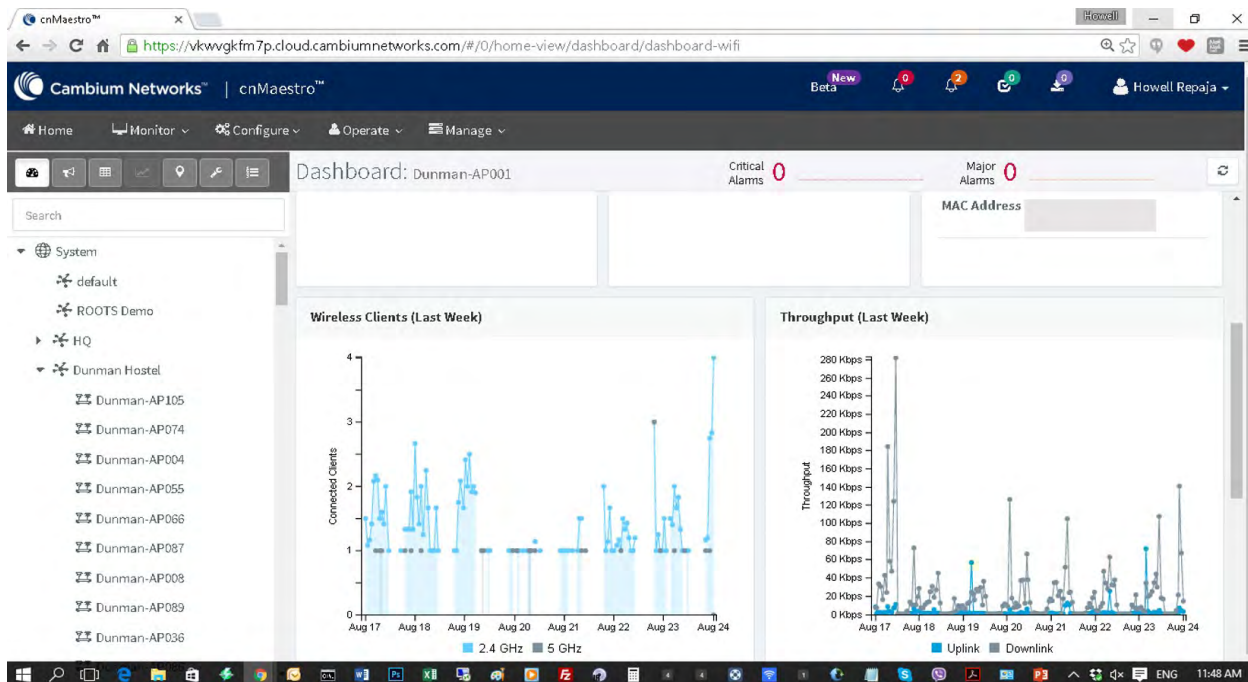 cnMaestro™
Howell
https://vkwvgkfm7p.cloud.cambiumnetworks.com/#/0/home-view/dashboard/dashboard-wifi
Cambium Networks™ | cnMaestro™
Beta New 0 2 0 0 Howell Repaja
Home Monitor Configure Operate Manage
Dashboard: Dunman-AP001
Critical Alarms 0
Major Alarms 0
Search
System
default
ROOTS Demo
HQ
Dunman Hostel
Dunman-AP105
Dunman-AP074
Dunman-AP004
Dunman-AP055
Dunman-AP066
Dunman-AP087
Dunman-AP008
Dunman-AP089
Dunman-AP036
MAC Address
Wireless Clients (Last Week)
Connected Clients
4
3
2
1
0
Aug 17 Aug 18 Aug 19 Aug 20 Aug 21 Aug 22 Aug 23 Aug 24
2.4 GHz 5 GHz
Throughput (Last Week)
Throughput
280 Kbps
260 Kbps
240 Kbps
220 Kbps
200 Kbps
180 Kbps
160 Kbps
140 Kbps
120 Kbps
100 Kbps
80 Kbps
60 Kbps
40 Kbps
20 Kbps
0 Kbps
Aug 17 Aug 18 Aug 19 Aug 20 Aug 21 Aug 22 Aug 23 Aug 24
Uplink Downlink
ENG 11:48 AM